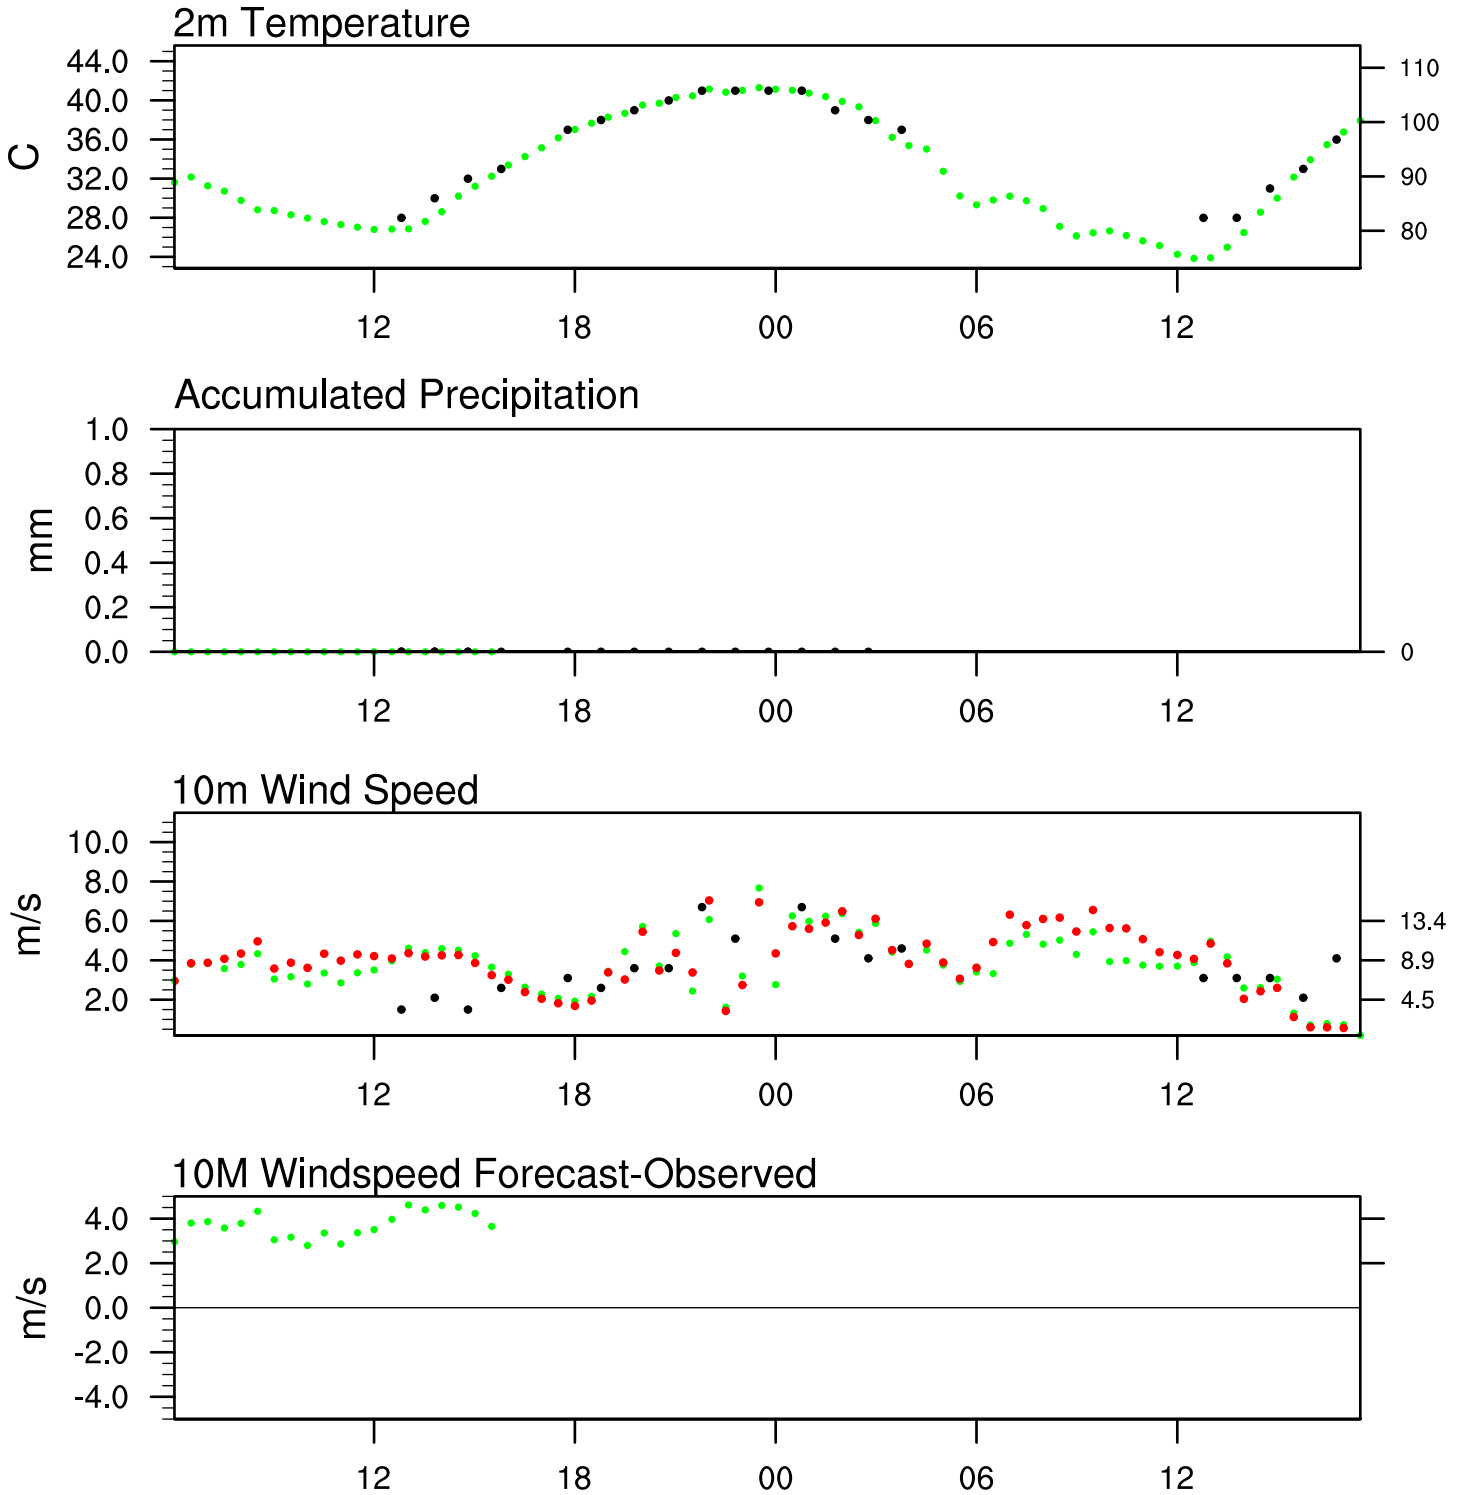 2m Temperature
44.0
40.0
36.0
32.0
28.0
24.0
C
110
100
90
80
12 18 00 06 12
Accumulated Precipitation
1.0
0.8
0.6
0.4
0.2
0.0
mm
0
12 18 00 06 12
10m Wind Speed
10.0
8.0
6.0
4.0
2.0
m/s
13.4
8.9
4.5
12 18 00 06 12
10M Windspeed Forecast-Observed
4.0
2.0
0.0
-2.0
-4.0
m/s
12 18 00 06 12